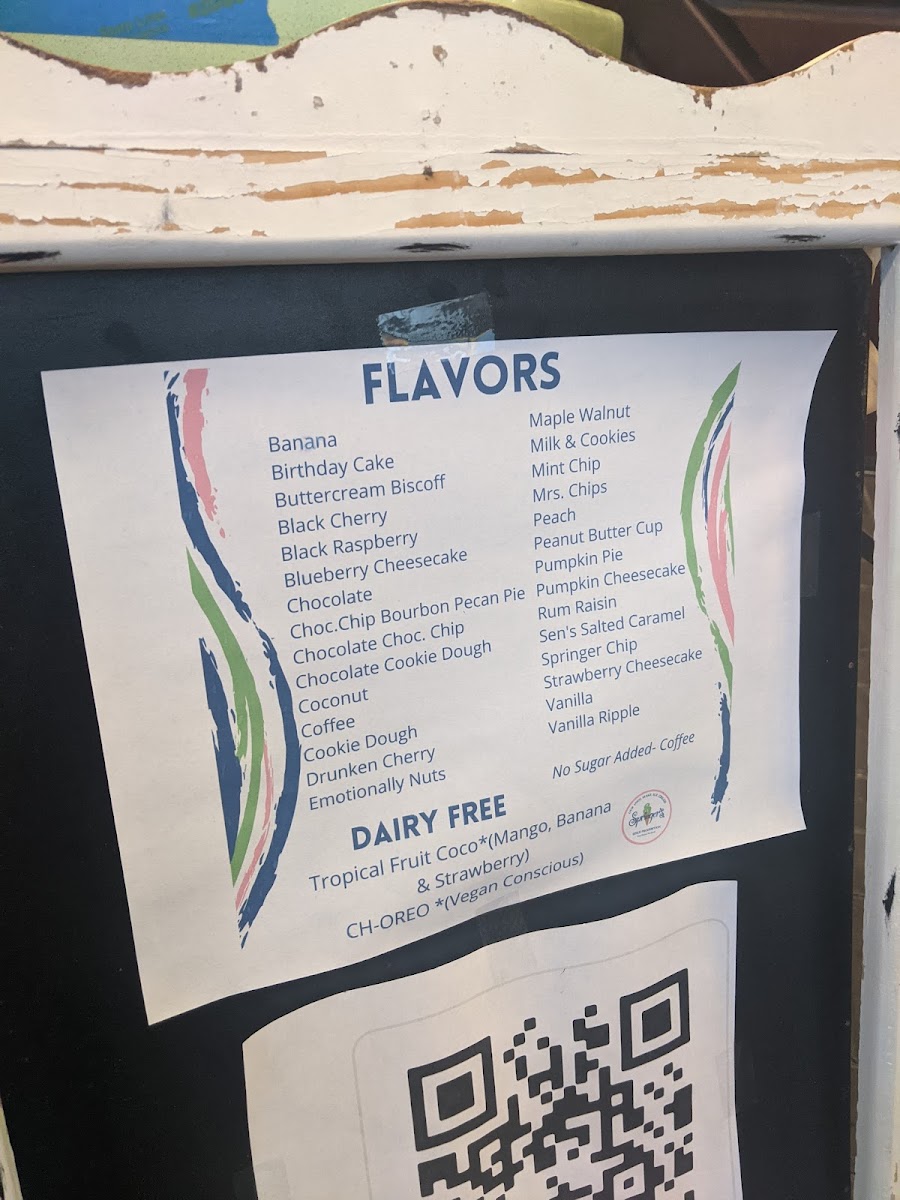 FLAVORS
Banana
Birthday Cake
Buttercream Biscoff
Black Cherry
Black Raspberry
Blueberry Cheesecake
Chocolate
Choc.Chip Bourbon Pecan Pie
Chocolate Choc. Chip
Chocolate Cookie Dough
Coconut
Coffee
Cookie Dough
Drunken Cherry
Emotionally Nuts
Maple Walnut
Milk & Cookies
Mint Chip
Mrs. Chips
Peach
Peanut Butter Cup
Pumpkin Pie
Pumpkin Cheesecake
Rum Raisin
Sen's Salted Caramel
Springer Chip
Strawberry Cheesecake
Vanilla
Vanilla Ripple
No Sugar Added- Coffee
DAIRY FREE
Tropical Fruit Coco*(Mango, Banana
& Strawberry)
CH-OREO *(Vegan Conscious)
Springer's